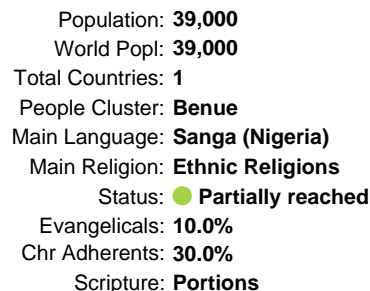 Population: 39,000
World Popl: 39,000
Total Countries: 1
People Cluster: Benue
Main Language: Sanga (Nigeria)
Main Religion: Ethnic Religions
Status: Partially reached
Evangelicals: 10.0%
Chr Adherents: 30.0%
Scripture: Portions